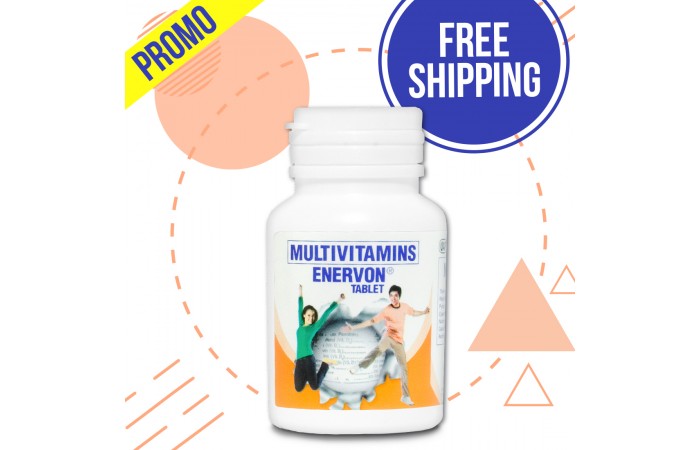 PROMO
FREE
SHIPPING
MULTIVITAMINS
ENERVON®
TABLET